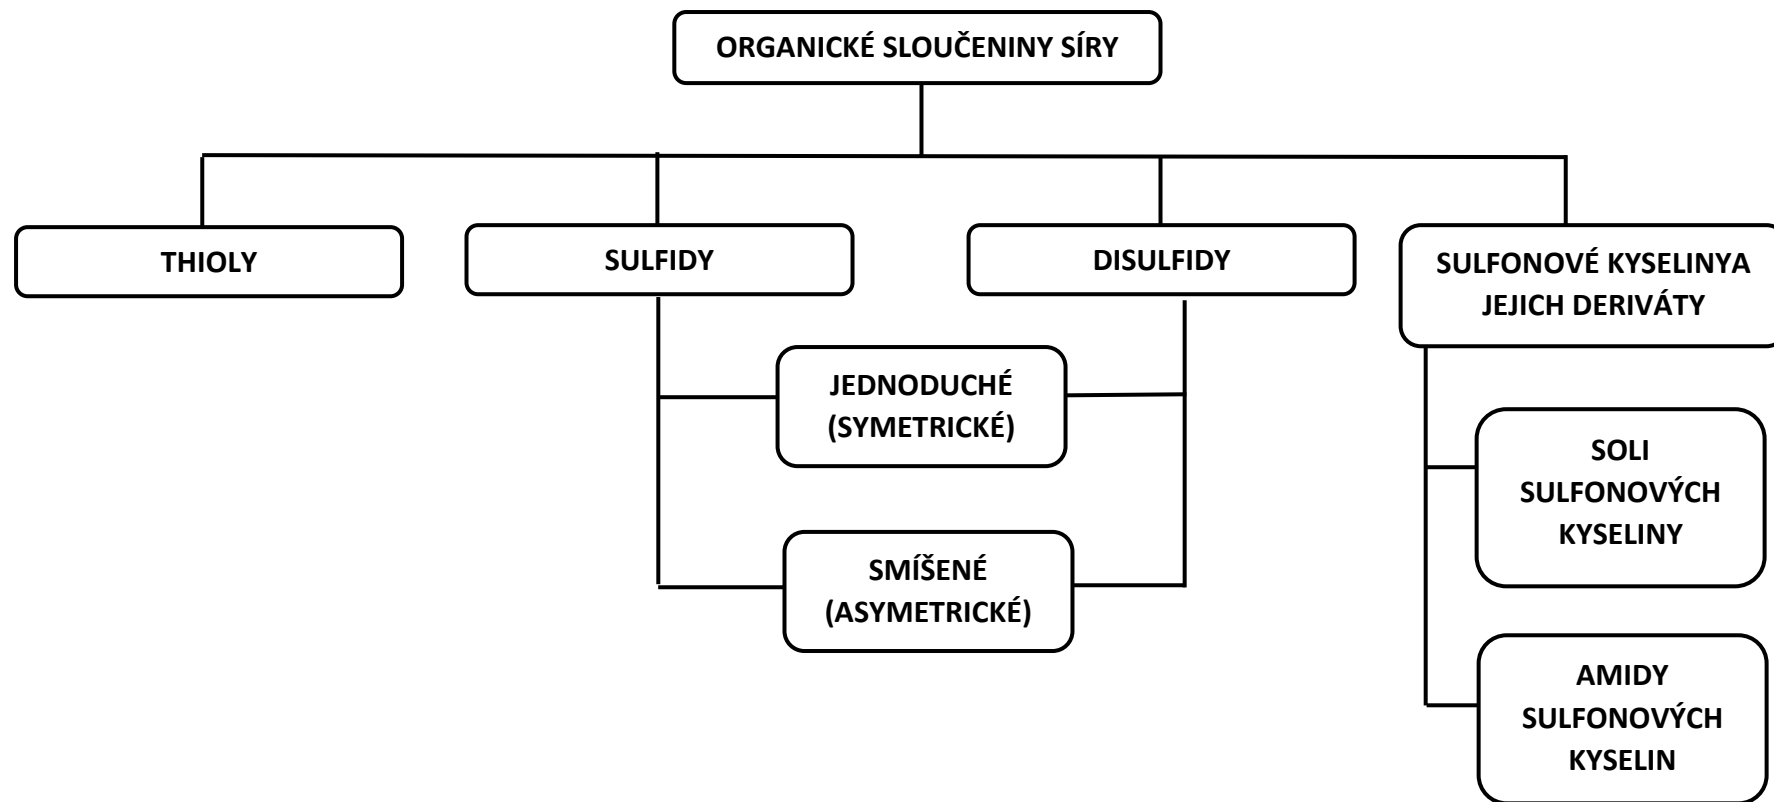 ORGANICKÉ SLOUČENINY SÍRY
THIOLY
SULFIDY
DISULFIDY
SULFONOVÉ KYSELINYA
JEJICH DERIVÁTY
JEDNODUCHÉ
(SYMETRICKÉ)
SMÍŠENÉ
(ASYMETRICKÉ)
SOLI
SULFONOVÝCH
KYSELINY
AMIDY
SULFONOVÝCH
KYSELIN